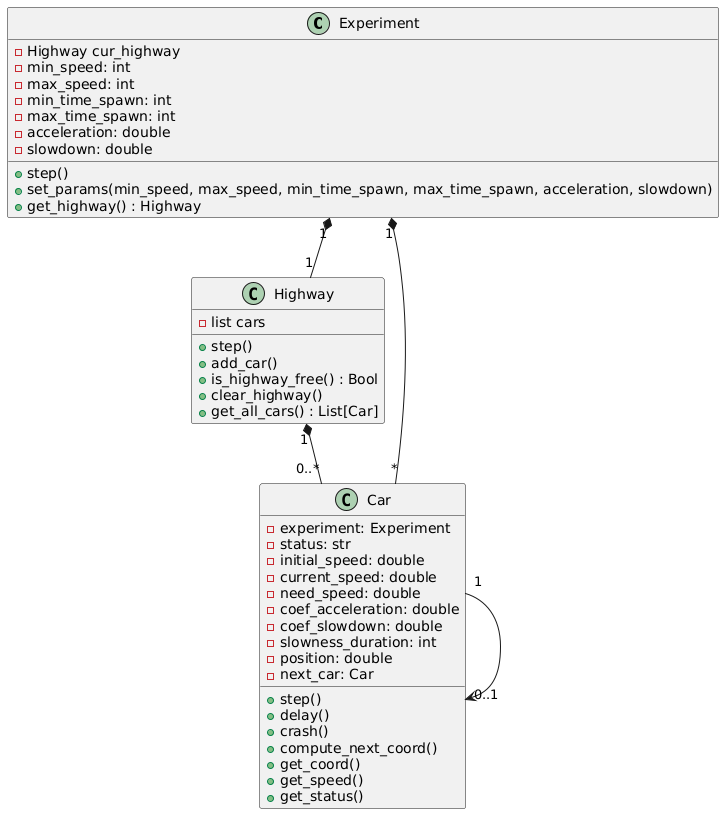 C Experiment
Highway cur_highway
min_speed: int
max_speed: int
min_time_spawn: int
max_time_spawn: int
acceleration: double
slowdown: double
step()
set_params(min_speed, max_speed, min_time_spawn, max_time_spawn, acceleration, slowdown)
get_highway() : Highway
1
1
1
C Highway
list cars
step()
add_car()
is_highway_free() : Bool
clear_highway()
get_all_cars() : List[Car]
1
0..*
*
C Car
experiment: Experiment
status: str
initial_speed: double
current_speed: double
need_speed: double
coef_acceleration: double
coef_slowdown: double
slowness_duration: int
position: double
next_car: Car
step()
delay()
crash()
compute_next_coord()
get_coord()
get_speed()
get_status()
1
0..1